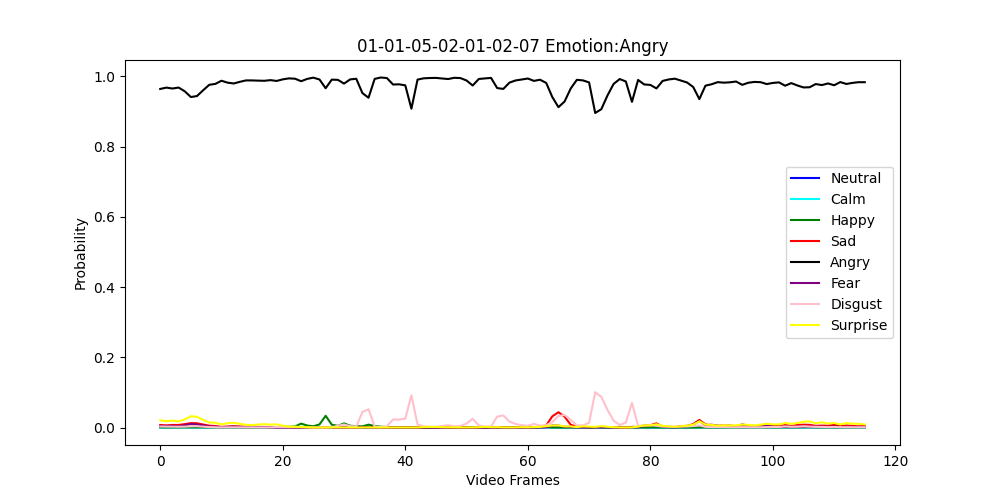 01-01-05-02-01-02-07 Emotion:Angry
1.0
0.8
0.6
0.4
0.2
0.0
Probability
0
20
40
60
80
100
120
Video Frames
Neutral
Calm
Happy
Sad
Angry
Fear
Disgust
Surprise